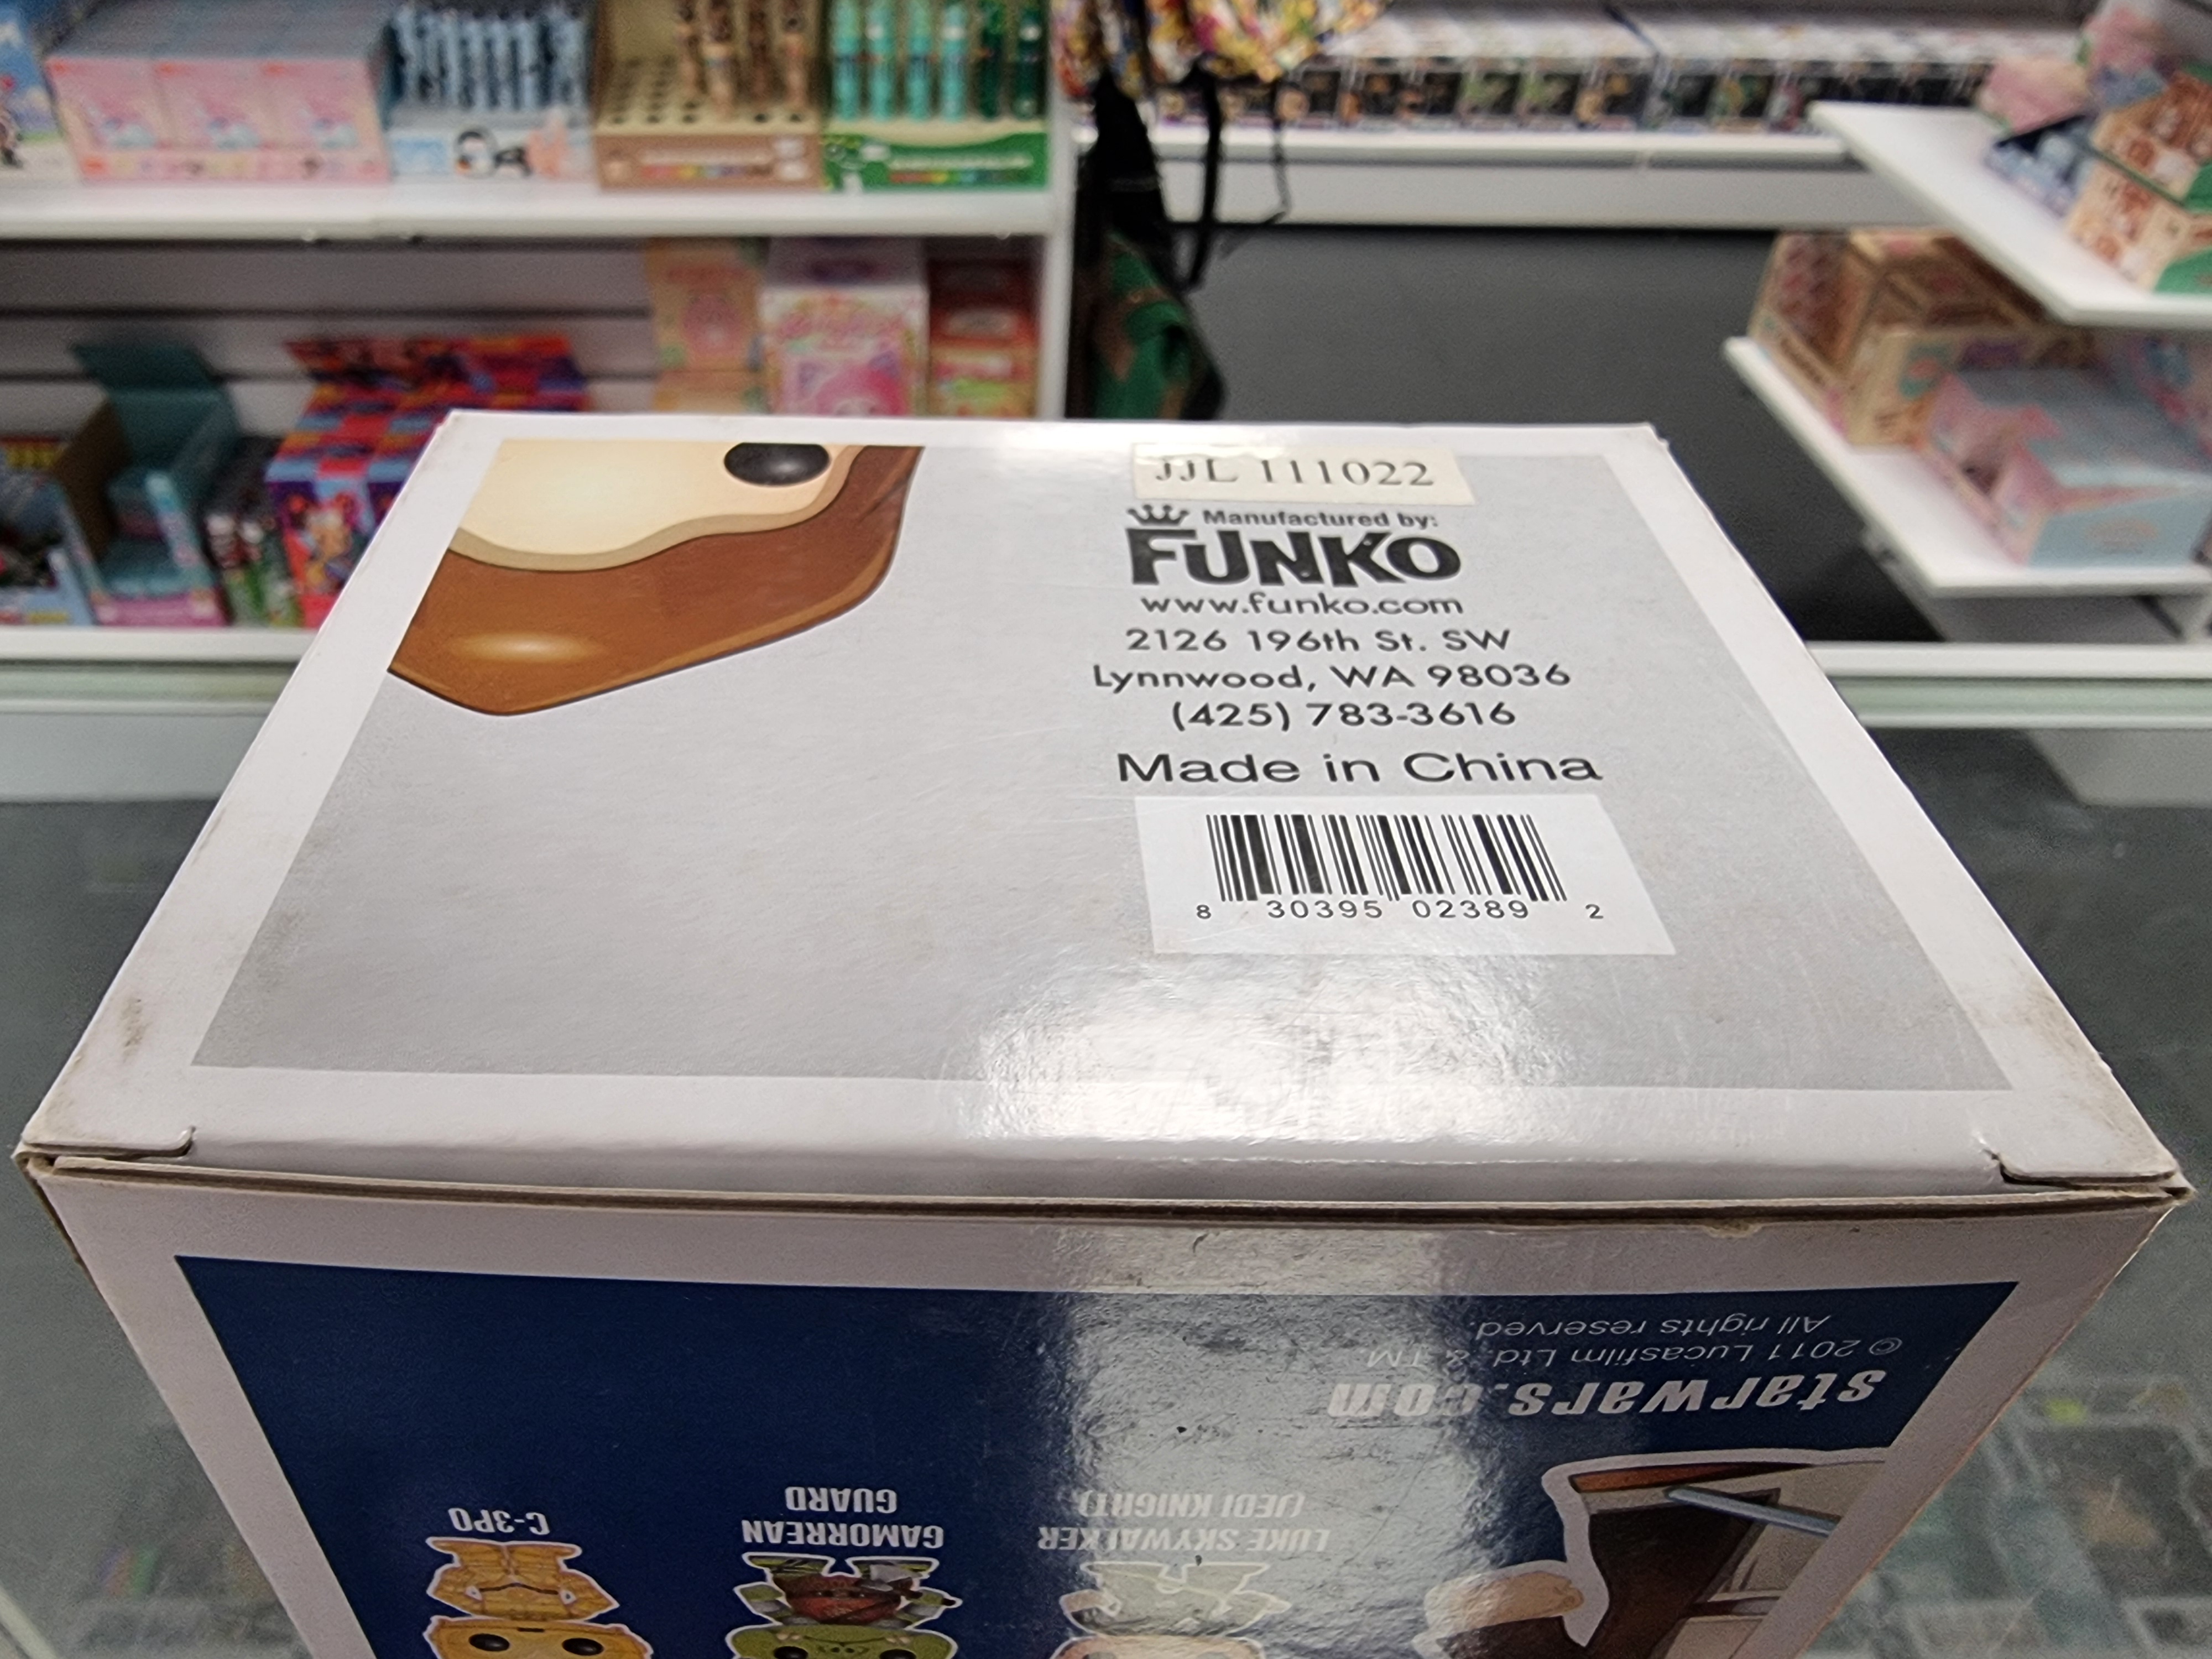 JJL 111022
Manufactured by:
FUNKO
www.funko.com
2126 196th St. SW
Lynnwood, WA 98036
(425) 783-3616
Made in China
8 30395 02389 2
All rights reserved.
© 2011 Lucasfilm Ltd. & TM
starwars.com
C-3PO
GAMORREAN
GUARD
LUKE SKYWALKER
(JEDI KNIGHT)